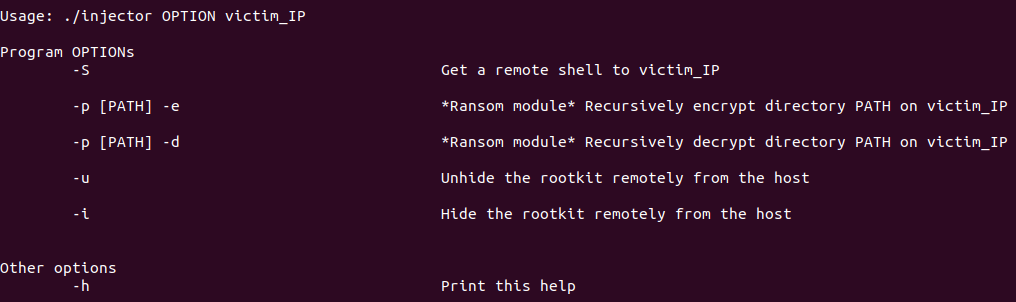 Usage: ./injector OPTION victim_IP
Program OPTIONs
-S Get a remote shell to victim_IP
-p [PATH] -e *Ransom module* Recursively encrypt directory PATH on victim_IP
-p [PATH] -d *Ransom module* Recursively decrypt directory PATH on victim_IP
-u Unhide the rootkit remotely from the host
-i Hide the rootkit remotely from the host
Other options
-h Print this help